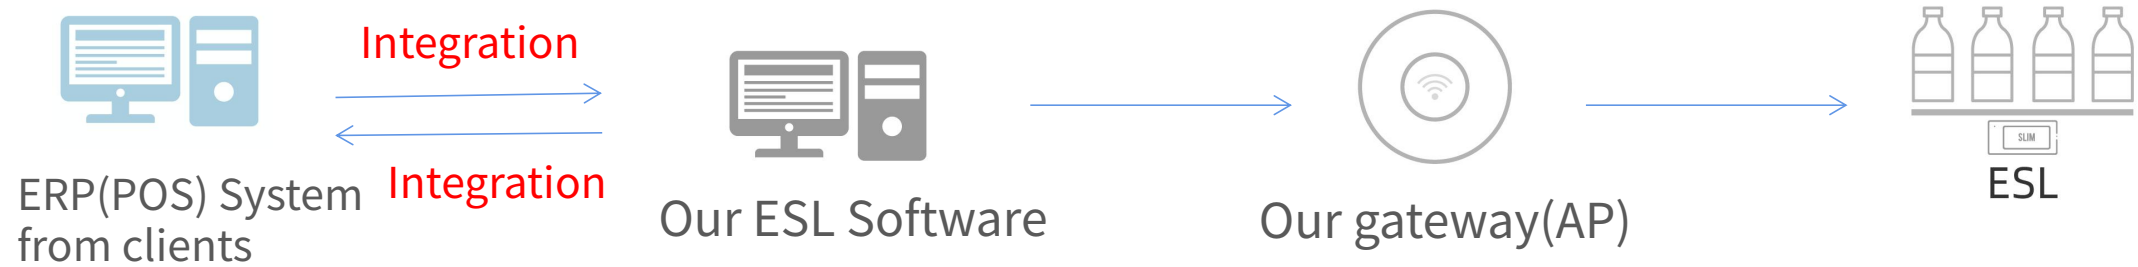 Integration
Integration
ERP(POS) System
from clients
Our ESL Software
Our gateway(AP)
SLIM
ESL